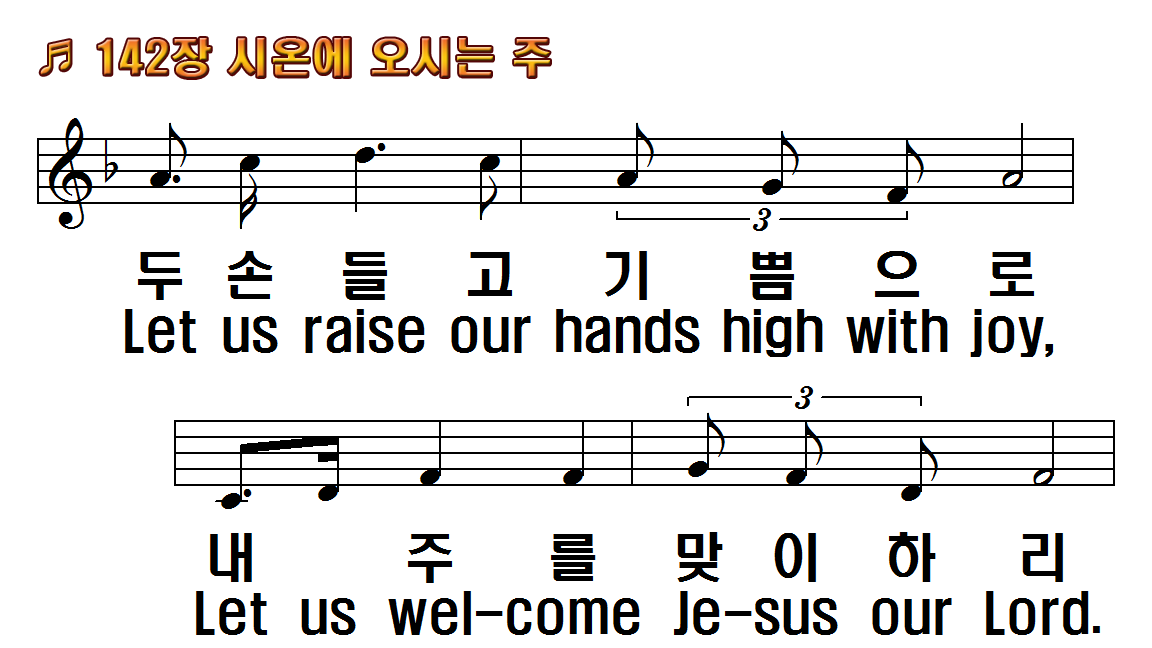 ♬ 142장 시온에 오시는 주
3
두 손 들 고 기 쁨 으 로
Let us raise our hands high with joy,
3
내 주 를 맞 이 하 리
Let us wel-come Je-sus our Lord.